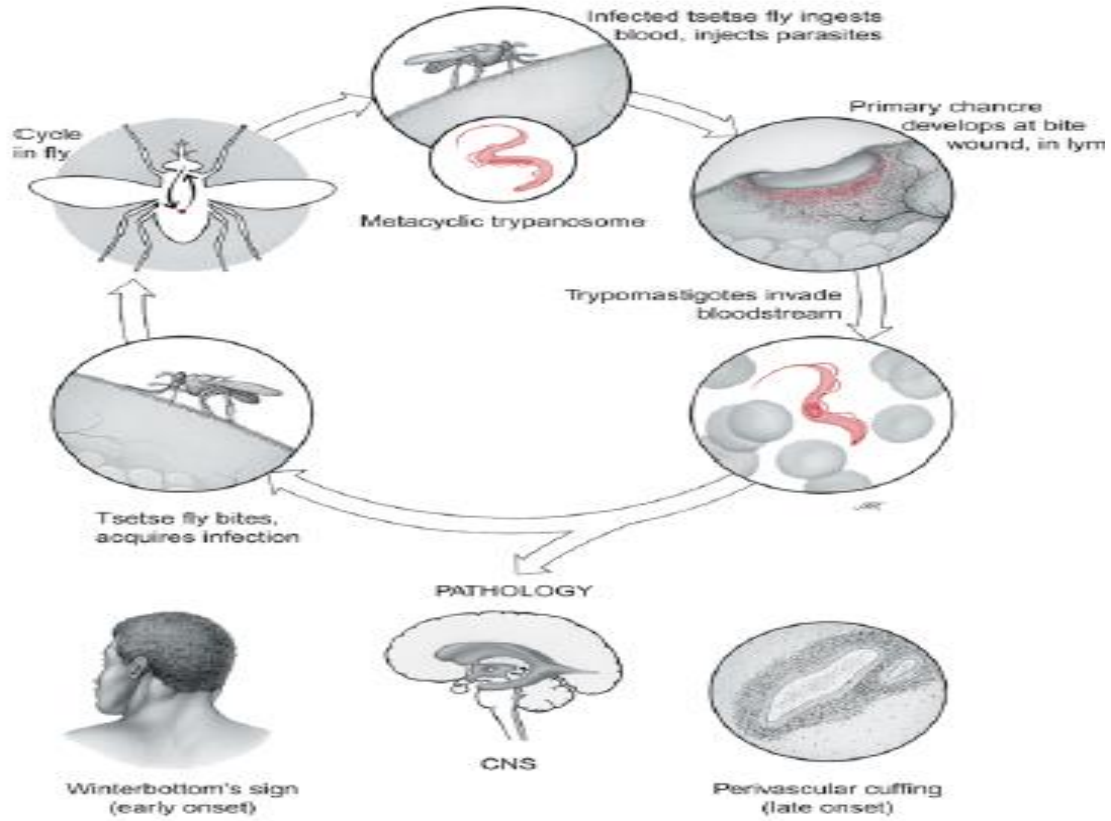 Infected tsetse fly ingests
blood, injects parasites
Cycle
iin fly
Primary chancre
develops at bite
wound, in lym
Metacyclic trypanosome
Trypomastigotes invade
bloodstream
Tsetse fly bites,
acquires infection
PATHOLOGY
CNS
Winterbottom's sign
(early onset)
Perivascular cuffing
(late onset)